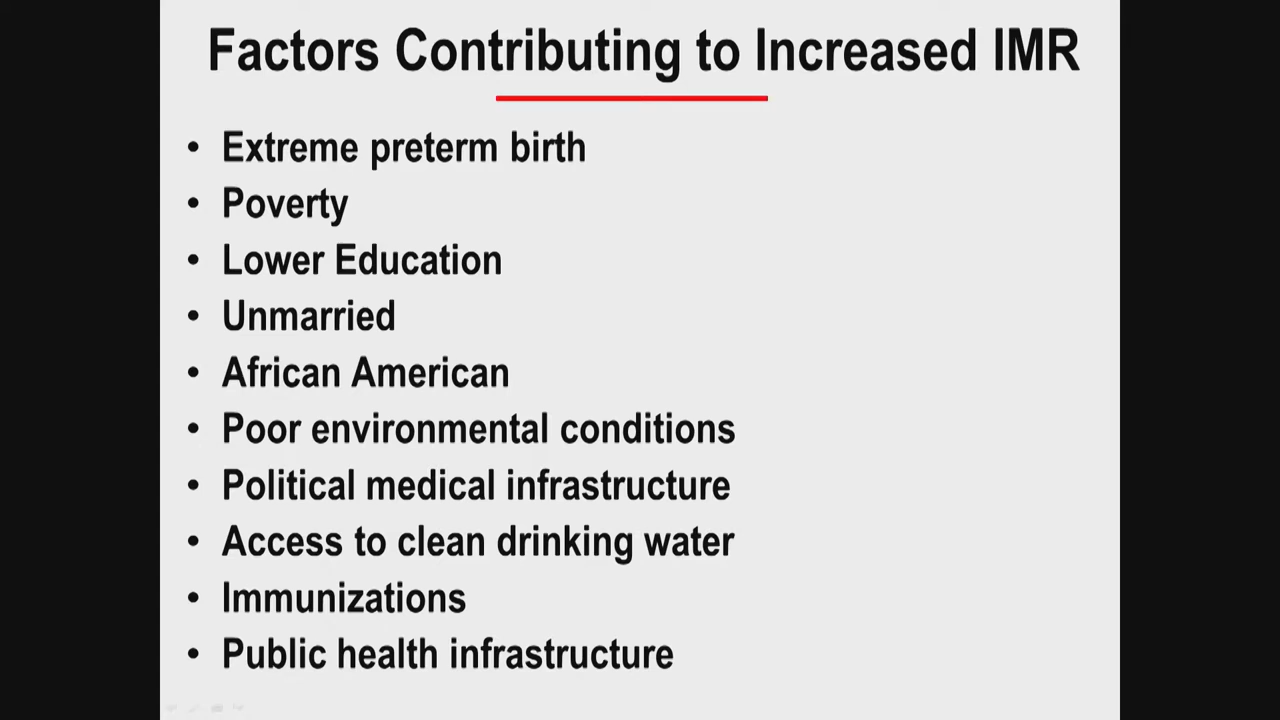 Factors Contributing to Increased IMR
• Extreme preterm birth
• Poverty
• Lower Education
• Unmarried
• African American
• Poor environmental conditions
• Political medical infrastructure
• Access to clean drinking water
• Immunizations
• Public health infrastructure